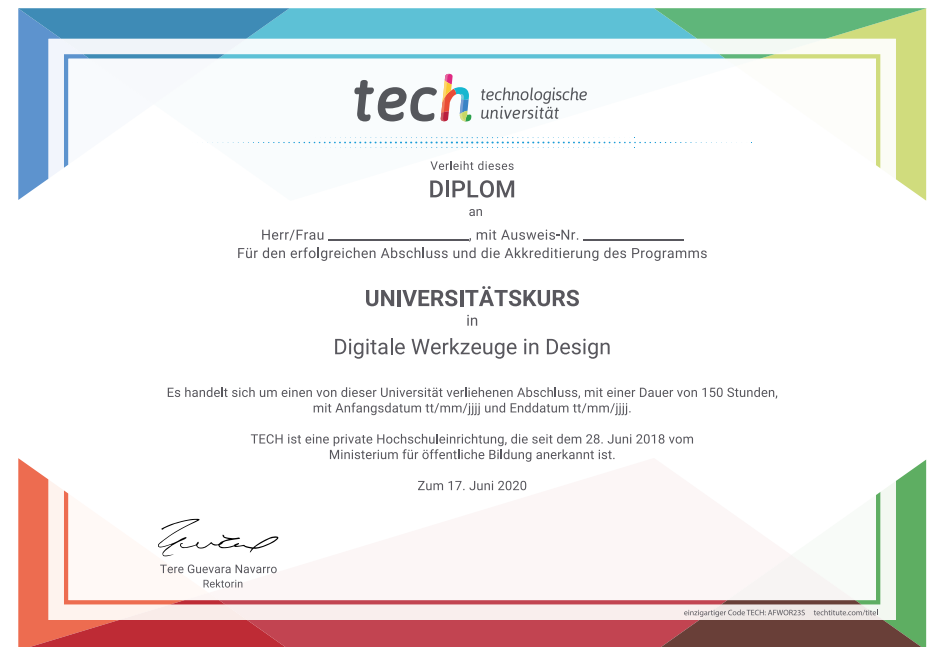 tech technologische
universität
Verleiht dieses
DIPLOM
an
Herr/Frau ____________, mit Ausweis-Nr. ____________
Für den erfolgreichen Abschluss und die Akkreditierung des Programms
UNIVERSITÄTSKURS
in
Digitale Werkzeuge in Design
Es handelt sich um einen von dieser Universität verliehenen Abschluss, mit einer Dauer von 150 Stunden,
mit Anfangsdatum tt/mm/jjjj und Enddatum tt/mm/jjjj.
TECH ist eine private Hochschuleinrichtung, die seit dem 28. Juni 2018 vom
Ministerium für öffentliche Bildung anerkannt ist.
Zum 17. Juni 2020
Tere Guevara Navarro
Rektorin
einzigartiger Code TECH: AFWOR23S techtitute.com/titel